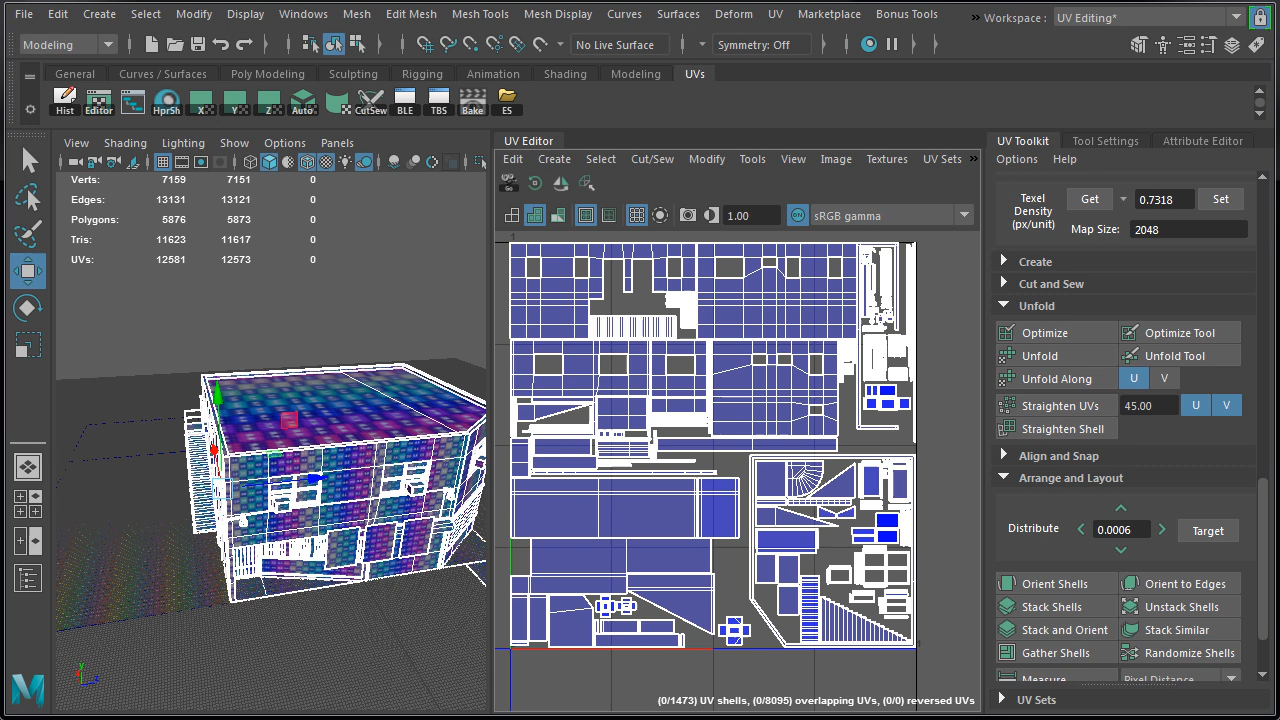 File Edit Create Select Modify Display Windows Mesh Edit Mesh Mesh Tools Mesh Display Curves Surfaces Deform UV Marketplace Bonus Tools Workspace : UV Editing*
Modeling No Live Surface Symmetry: Off
General Curves / Surfaces Poly Modeling Sculpting Rigging Animation Shading Modeling UVs
Hist Editor HprSh X Y Z Auto CutSew BLE TBS Bake ES
View Shading Lighting Show Options Panels
Verts: 7159 7151 0
Edges: 13131 13121 0
Polygons: 5876 5873 0
Tris: 11623 11617 0
UVs: 12581 12573 0
y
z
M
UV Editor
Edit Create Select Cut/Sew Modify Tools View Image Textures UV Sets
Go
1.00 ON sRGB gamma
1
(0/1473) UV shells, (0/8095) overlapping UVs, (0/0) reversed UVs
UV Toolkit Tool Settings Attribute Editor
Options Help
Texel Density (px/unit) Get 0.7318 Set
Map Size: 2048
Create
Cut and Sew
Unfold
Optimize Optimize Tool
Unfold Unfold Tool
Unfold Along U V
Straighten UVs 45.00 U V
Straighten Shell
Align and Snap
Arrange and Layout
Distribute 0.0006 Target
Orient Shells Orient to Edges
Stack Shells Unstack Shells
Stack and Orient Stack Similar
Gather Shells Randomize Shells
Measure Pixel Distance
UV Sets